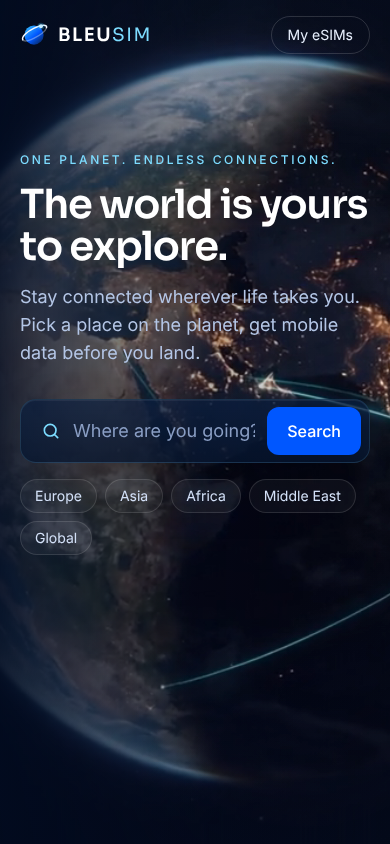 BLEUSIM
My eSIMs
ONE PLANET. ENDLESS CONNECTIONS.
The world is yours
to explore.
Stay connected wherever life takes you.
Pick a place on the planet, get mobile
data before you land.
Where are you going?
Search
Europe
Asia
Africa
Middle East
Global